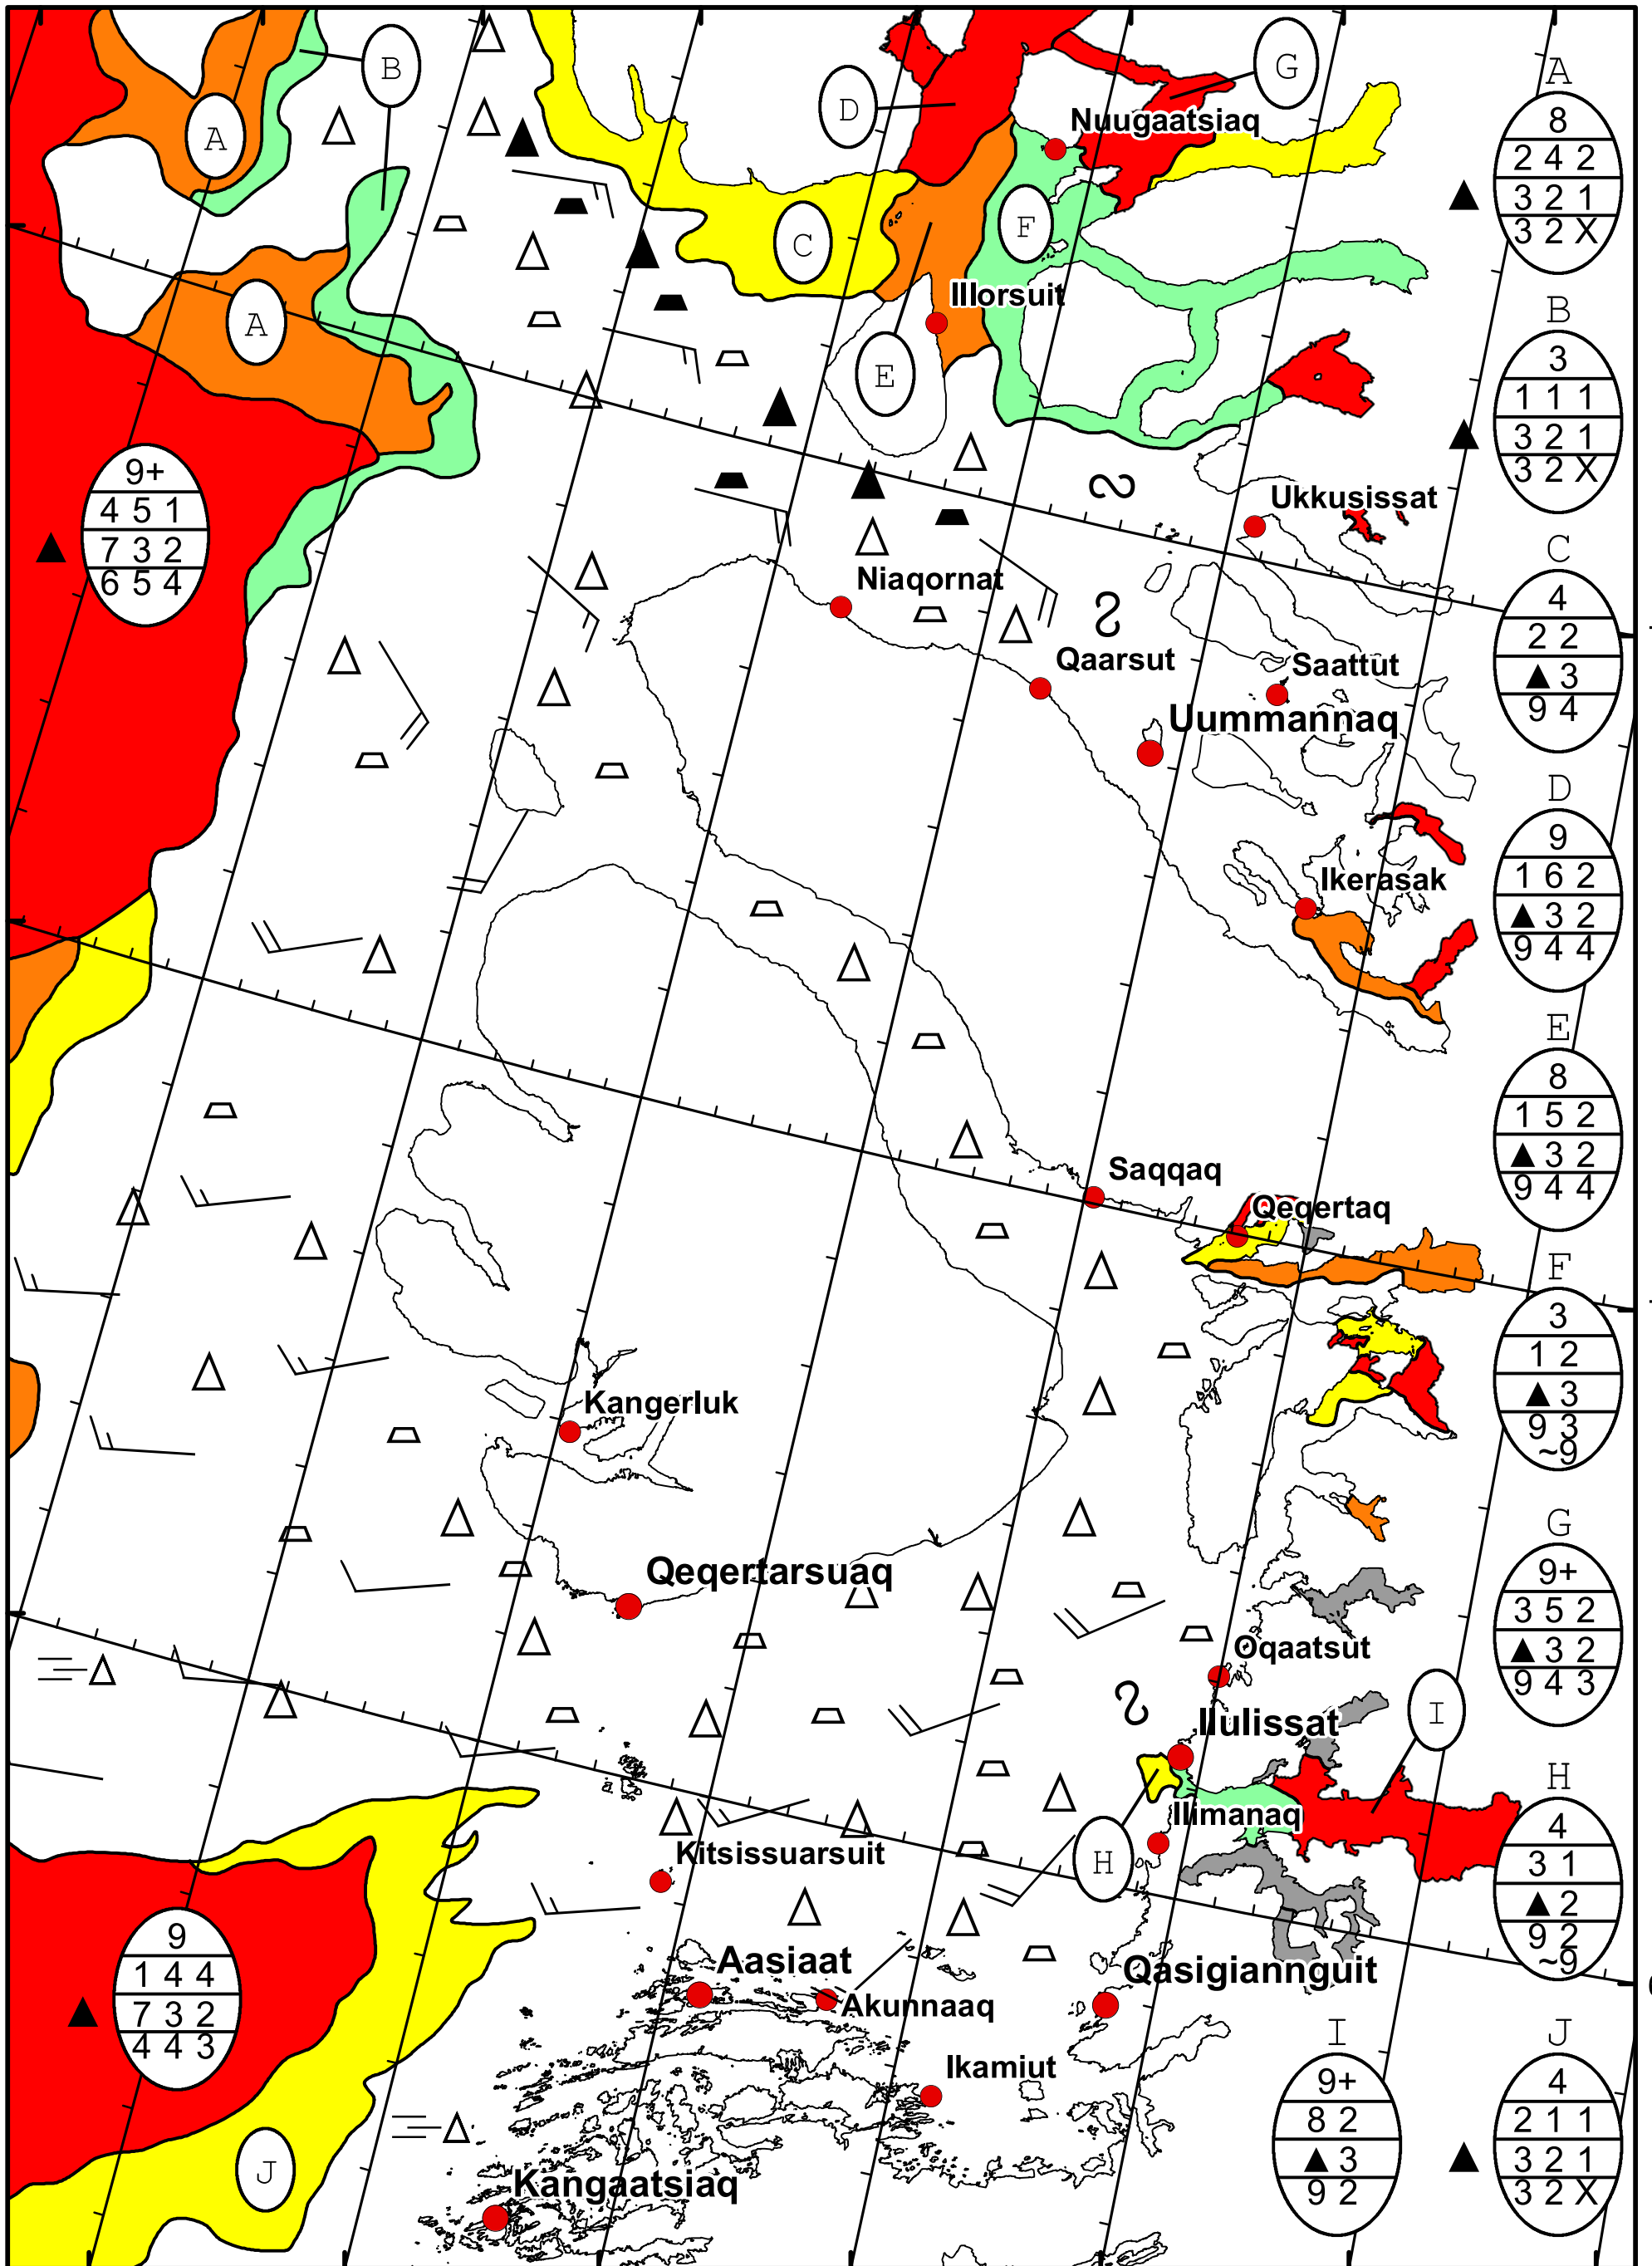 A
8
2 4 2
3 2 1
3 2 X
B
3
1 1 1
3 2 1
3 2 X
C
4
2 2
▲ 3
9 4
D
9
1 6 2
▲ 3 2
9 4 4
E
8
1 5 2
▲ 3 2
9 4 4
F
3
1 2
▲ 3
9 3
~9
G
9+
3 5 2
▲ 3 2
9 4 3
H
4
3 1
▲ 2
9 2
~9
I
9+
8 2
▲ 3
9 2
J
4
2 1 1
3 2 1
3 2 X
B
A
D
G
Nuugaatsiaq
C
F
Illorsuit
A
E
9+
4 5 1
7 3 2
6 5 4
Ukkusissat
Niaqornat
Qaarsut
Saattut
Uummannaq
Ikerasak
Saqqaq
Qeqertaq
Kangerluk
Qeqertarsuaq
Oqaatsut
I
Ilulissat
Ilimanaq
H
Kitsissuarsuit
9
1 4 4
7 3 2
4 4 3
Aasiaat
Akunnaaq
Qasigiannguit
Ikamiut
J
Kangaatsiaq